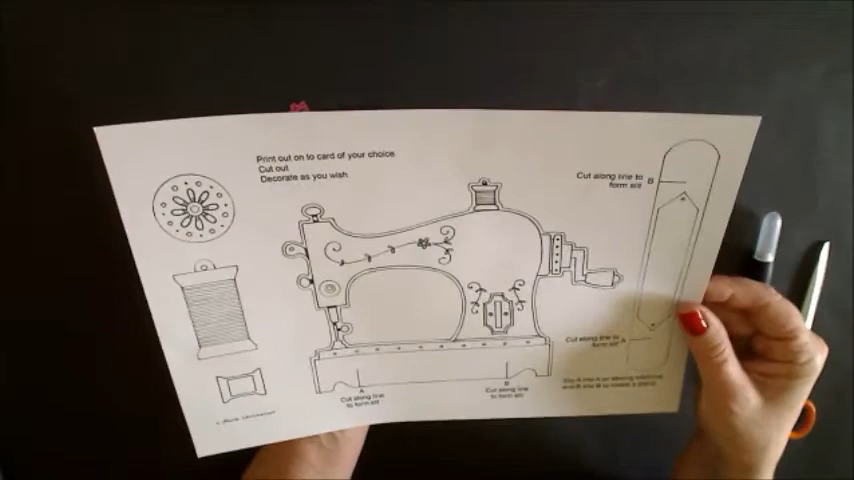 Print out on to card of your choice
Cut out
Decorate as you wish
Cut along line to
form slit
B
Cut along line to
form slit
A
A
Cut along line
to form slit
B
Cut along line
to form slit